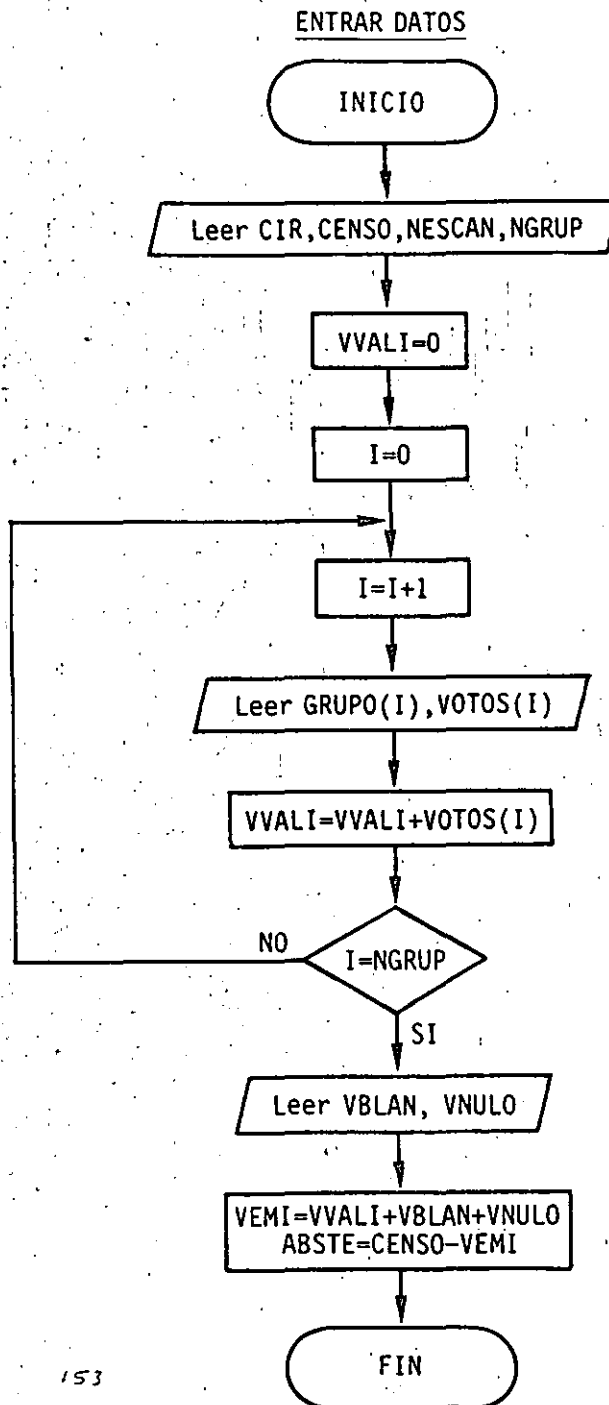 ENTRAR DATOS
INICIO
Leer CIR,CENSO,NESCAN,NGRUP
VVALI=0
I=0
I=I+1
Leer GRUPO(I),VOTOS(I)
VVALI=VVALI+VOTOS(I)
NO
I=NGRUP
SI
Leer VBLAN, VNULO
VEMI=VVALI+VBLAN+VNULO
ABSTE=CENSO-VEMI
FIN
153